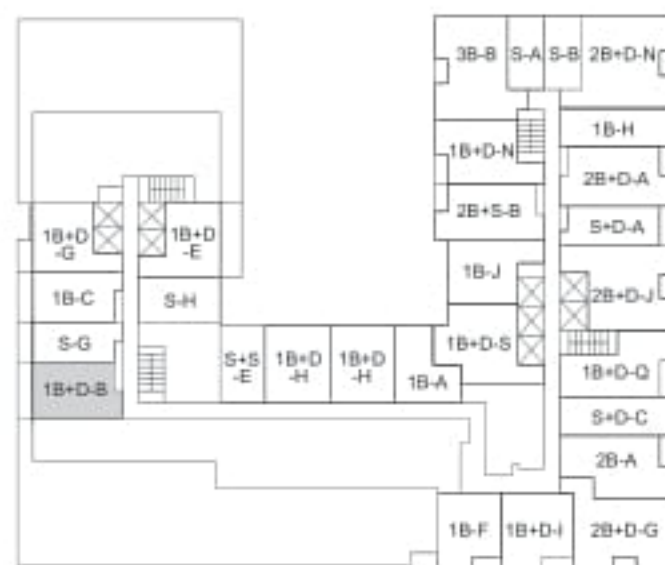 3B-B
S-A
S-B
2B+D-N
1B-H
1B+D-N
2B+D-A
2B+S-B
S+D-A
1B+D
-G
1B+D
-E
1B-J
2B+D-J
1B-C
S-H
S-G
1B+D-S
S+S
-E
1B+D
-H
1B+D
-H
1B-A
1B+D-Q
1B+D-B
S+D-C
2B-A
1B-F
1B+D-I
2B+D-G